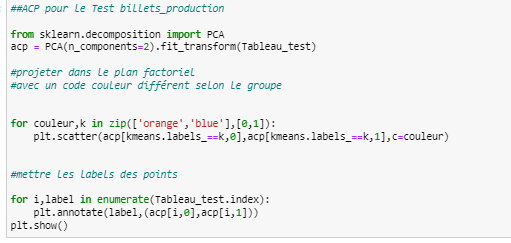 ##ACP pour le Test billets_production
from sklearn.decomposition import PCA
acp = PCA(n_components=2).fit_transform(Tableau_test)
#projeter dans le plan factoriel
#avec un code couleur différent selon le groupe
for couleur,k in zip(['orange','blue'],[0,1]):
    plt.scatter(acp[kmeans.labels_==k,0],acp[kmeans.labels_==k,1],c=couleur)
#mettre les labels des points
for i,label in enumerate(Tableau_test.index):
    plt.annotate(label,(acp[i,0],acp[i,1]))
plt.show()